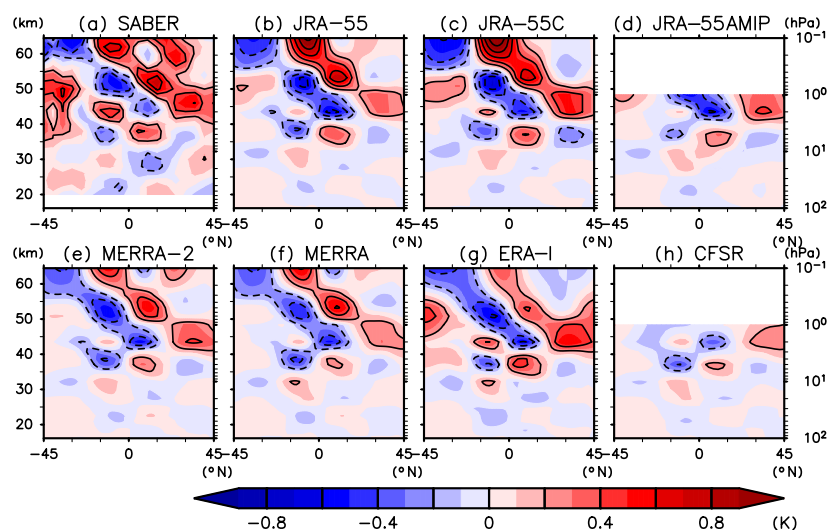 (km) (a) SABER (b) JRA−55 (c) JRA−55C (d) JRA−55AMIP (hPa)
60 10⁻¹
50 10⁰
40
30 10¹
20 10²
−45 0 45−45 0 45−45 0 45−45 0 45
(°N) (°N) (°N) (°N)
(km) (e) MERRA−2 (f) MERRA (g) ERA−I (h) CFSR (hPa)
60 10⁻¹
50 10⁰
40
30 10¹
20 10²
−45 0 45−45 0 45−45 0 45−45 0 45
(°N) (°N) (°N) (°N)
−0.8 −0.4 0 0.4 0.8 (K)